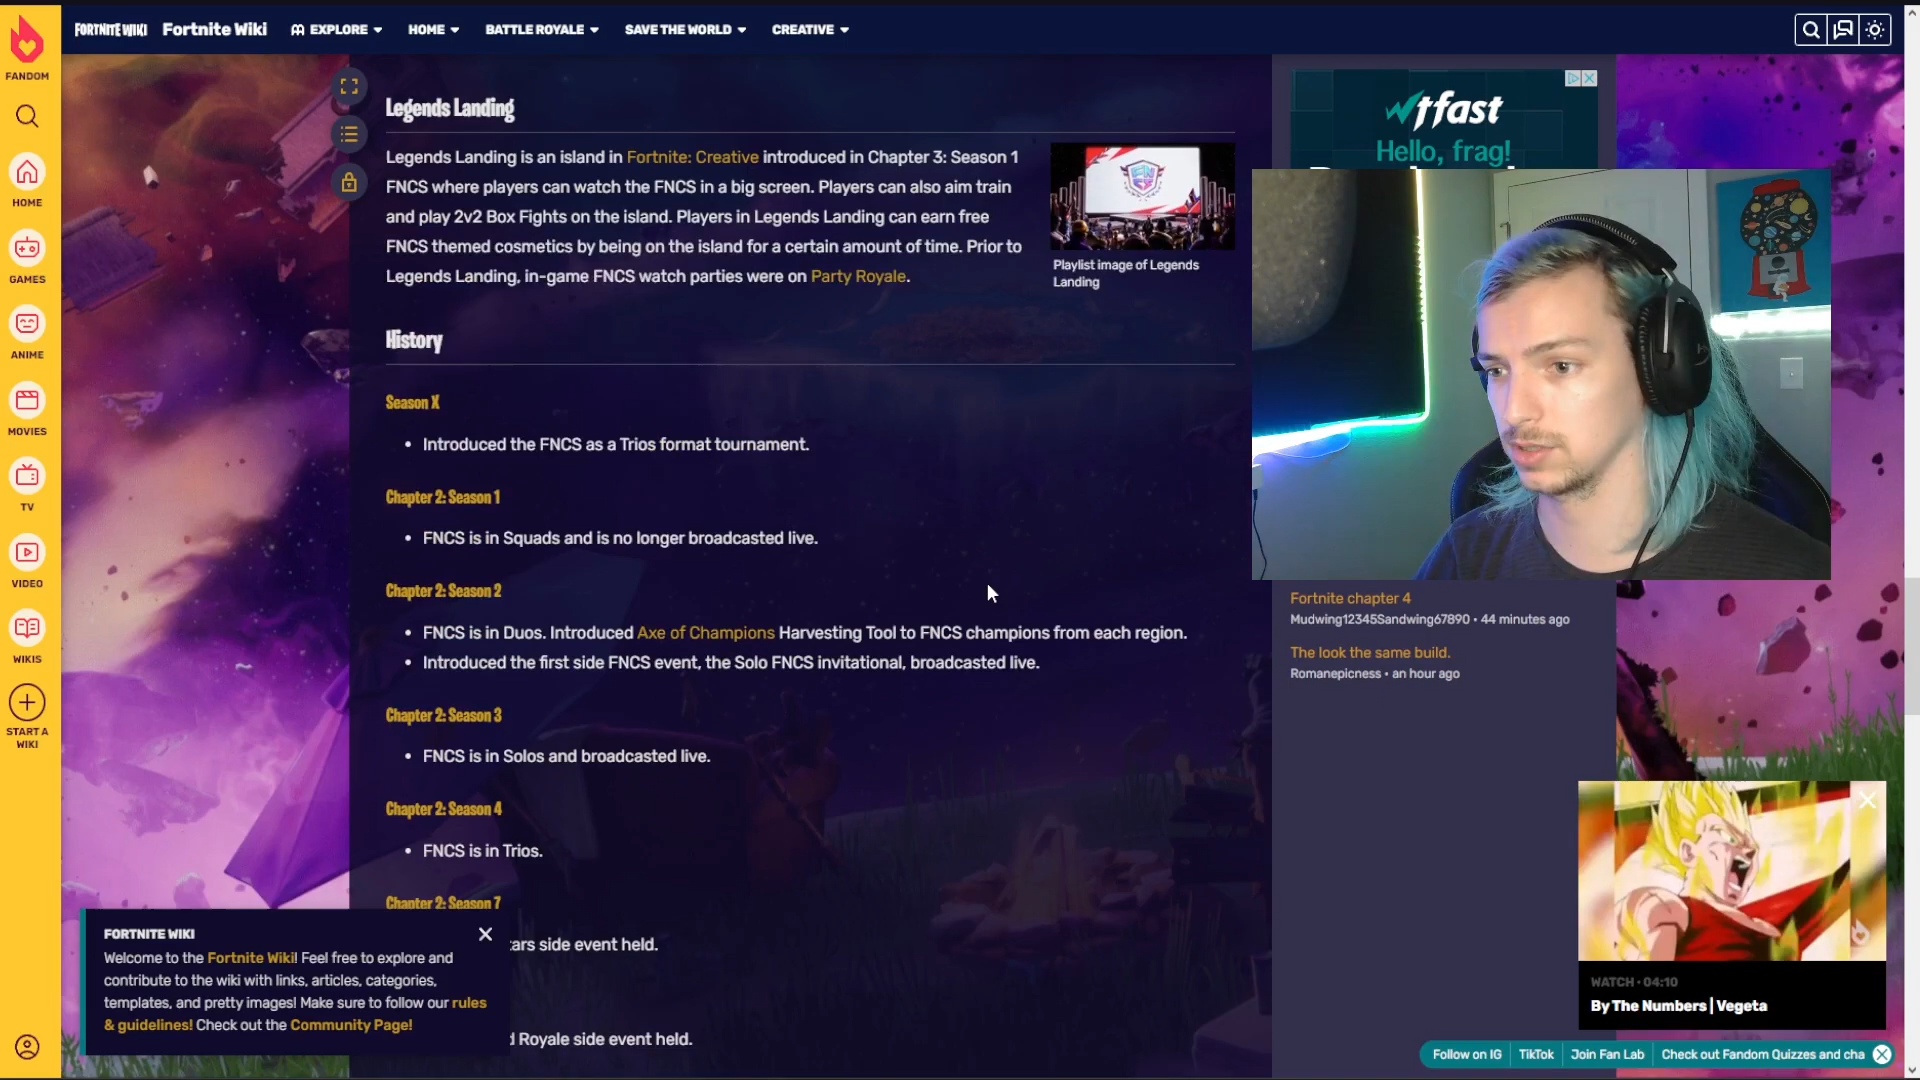 FORTNITE WIKI
Fortnite Wiki
EXPLORE
HOME
BATTLE ROYALE
SAVE THE WORLD
CREATIVE
FANDOM
HOME
GAMES
ANIME
MOVIES
TV
VIDEO
WIKIS
START A
WIKI
Legends Landing
Legends Landing is an island in Fortnite: Creative introduced in Chapter 3: Season 1
FNCS where players can watch the FNCS in a big screen. Players can also aim train
and play 2v2 Box Fights on the island. Players in Legends Landing can earn free
FNCS themed cosmetics by being on the island for a certain amount of time. Prior to
Legends Landing, in-game FNCS watch parties were on Party Royale.
Playlist image of Legends
Landing
History
Season X
• Introduced the FNCS as a Trios format tournament.
Chapter 2: Season 1
• FNCS is in Squads and is no longer broadcasted live.
Chapter 2: Season 2
• FNCS is in Duos. Introduced Axe of Champions Harvesting Tool to FNCS champions from each region.
• Introduced the first side FNCS event, the Solo FNCS invitational, broadcasted live.
Chapter 2: Season 3
• FNCS is in Solos and broadcasted live.
Chapter 2: Season 4
• FNCS is in Trios.
Chapter 2: Season 7
tars side event held.
d Royale side event held.
FORTNITE WIKI
Welcome to the Fortnite Wiki! Feel free to explore and
contribute to the wiki with links, articles, categories,
templates, and pretty images! Make sure to follow our rules
& guidelines! Check out the Community Page!
wtfast
Hello, frag!
Fortnite chapter 4
Mudwing12345Sandwing67890 • 44 minutes ago
The look the same build.
Romanepicness • an hour ago
WATCH • 04:10
By The Numbers | Vegeta
Follow on IG
TikTok
Join Fan Lab
Check out Fandom Quizzes and cha